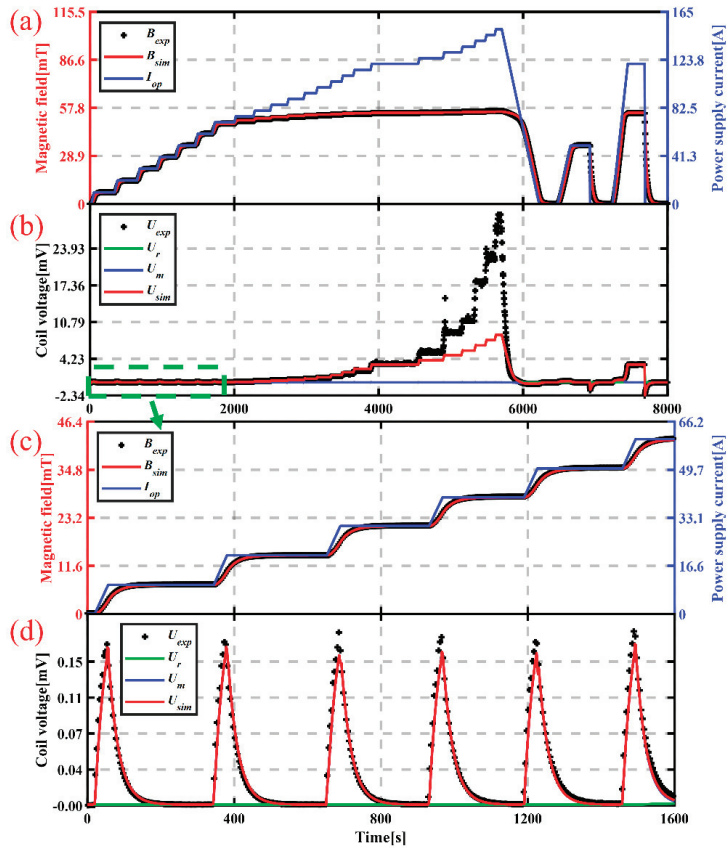 (a)
115.5
86.6
57.8
28.9
0
Magnetic field[mT]
B_exp
B_sim
I_op
165
123.8
82.5
41.3
0
Power supply current[A]
(b)
23.93
17.36
10.79
4.23
-2.34
Coil voltage[mV]
U_exp
U_r
U_m
U_sim
0 2000 4000 6000 8000
(c)
46.4
34.8
23.2
11.6
0
Magnetic field[mT]
B_exp
B_sim
I_op
66.2
49.7
33.1
16.6
0
Power supply current[A]
(d)
0.15
0.11
0.07
0.04
-0.00
Coil voltage[mV]
U_exp
U_r
U_m
U_sim
0 400 800 1200 1600
Time[s]